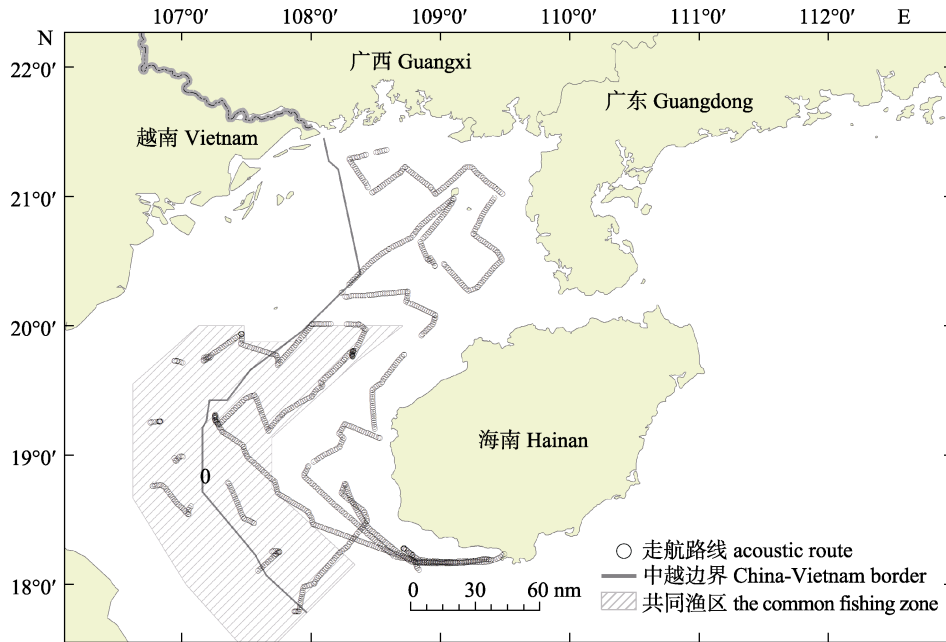 107°0′ 108°0′ 109°0′ 110°0′ 111°0′ 112°0′ E
N
22°0′
21°0′
20°0′
19°0′
18°0′
广西 Guangxi
广东 Guangdong
越南 Vietnam
海南 Hainan
0
走航路线 acoustic route
中越边界 China-Vietnam border
共同渔区 the common fishing zone
0 30 60 nm